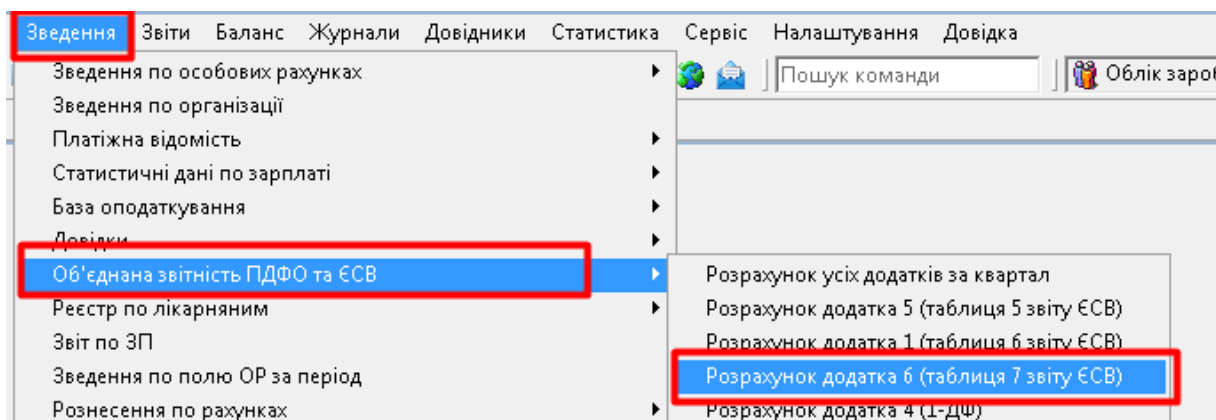 Зведення Звіти Баланс Журнали Довідники Статистика Сервіс Налаштування Довідка
Зведення по особових рахунках
Пошук команди
Облік зароб
Зведення по організації
Платіжна відомість
Статистичні дані по зарплаті
База оподаткування
Довідки
Об'єднана звітність ПДФО та ЄСВ
Розрахунок усіх додатків за квартал
Реєстр по лікарняним
Розрахунок додатка 5 (таблиця 5 звіту ЄСВ)
Звіт по ЗП
Розрахунок додатка 1 (таблиця 6 звіту ЄСВ)
Зведення по полю ОР за період
Розрахунок додатка 6 (таблиця 7 звіту ЄСВ)
Рознесення по рахунках
Розрахунок додатка 4 (1-ДФ)